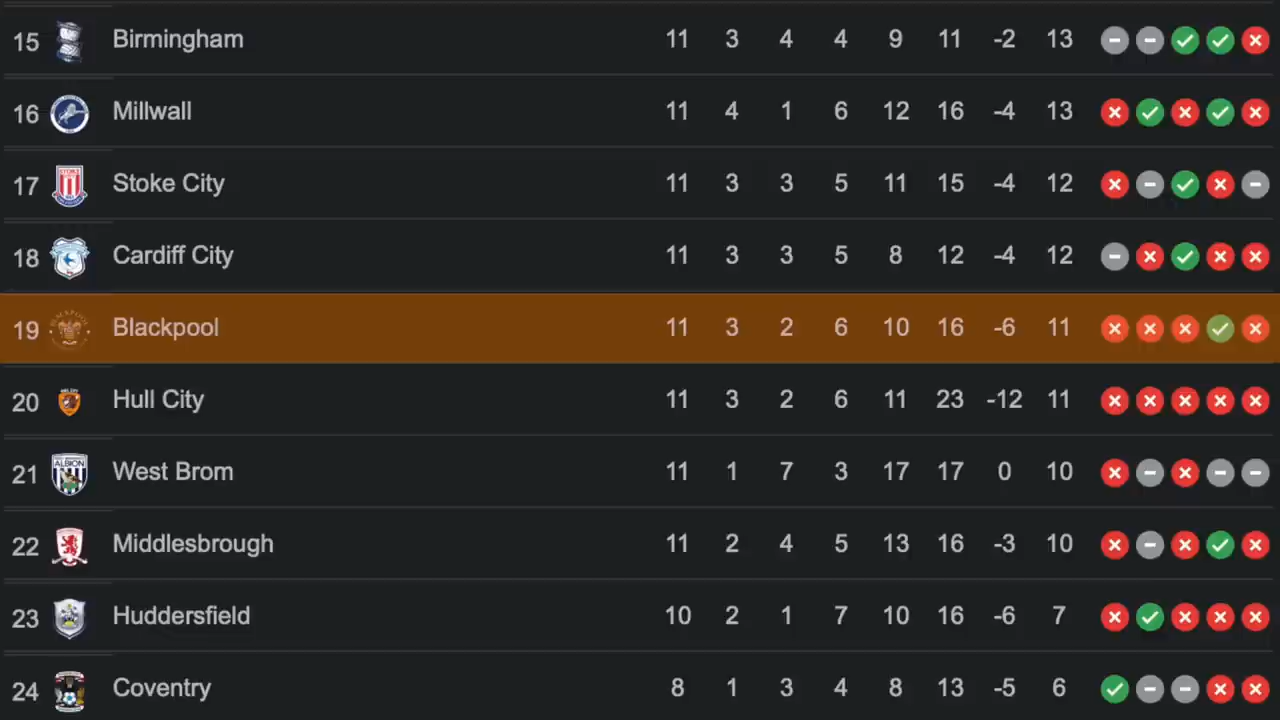 15 Birmingham 11 3 4 4 9 11 -2 13
16 Millwall 11 4 1 6 12 16 -4 13
17 Stoke City 11 3 3 5 11 15 -4 12
18 Cardiff City 11 3 3 5 8 12 -4 12
19 Blackpool 11 3 2 6 10 16 -6 11
20 Hull City 11 3 2 6 11 23 -12 11
21 ALBION West Brom 11 1 7 3 17 17 0 10
22 Middlesbrough 11 2 4 5 13 16 -3 10
23 Huddersfield 10 2 1 7 10 16 -6 7
24 Coventry 8 1 3 4 8 13 -5 6